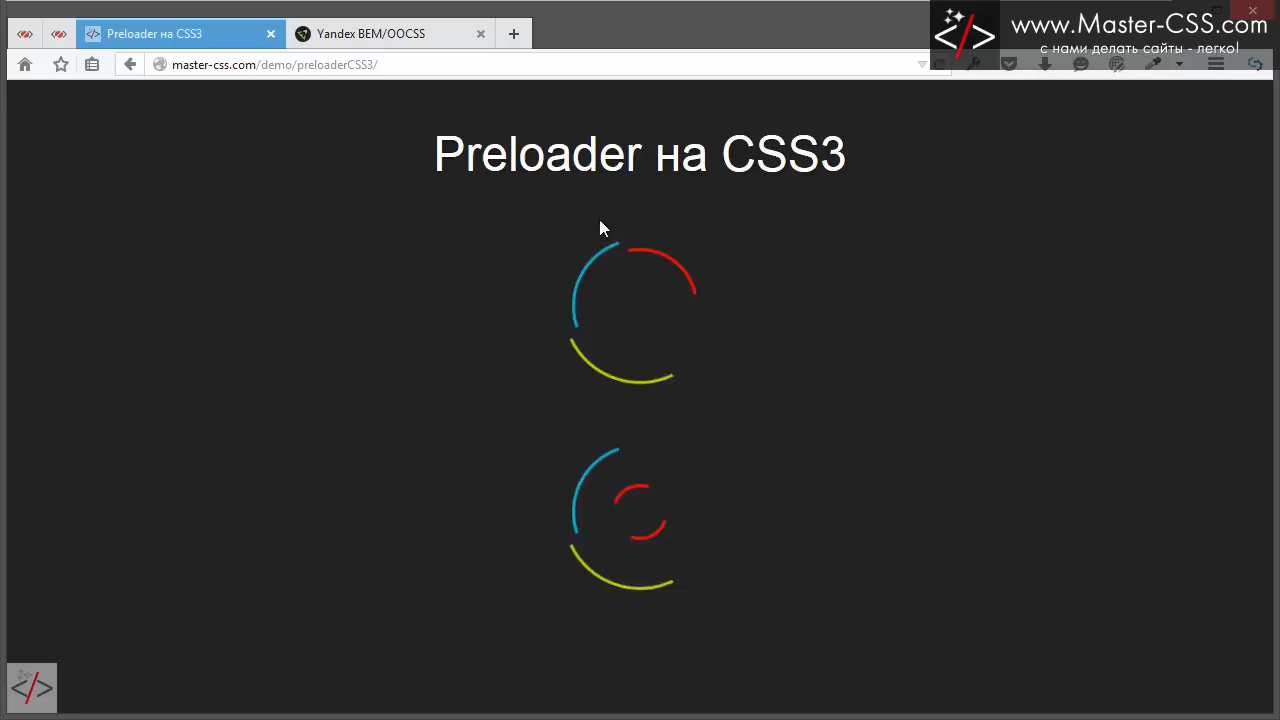 www.Master-CSS.com
с нами делать сайты - легко!
Preloader на CSS3
Yandex BEM/OOCSS
master-css.com/demo/preloaderCSS3/
Preloader на CSS3